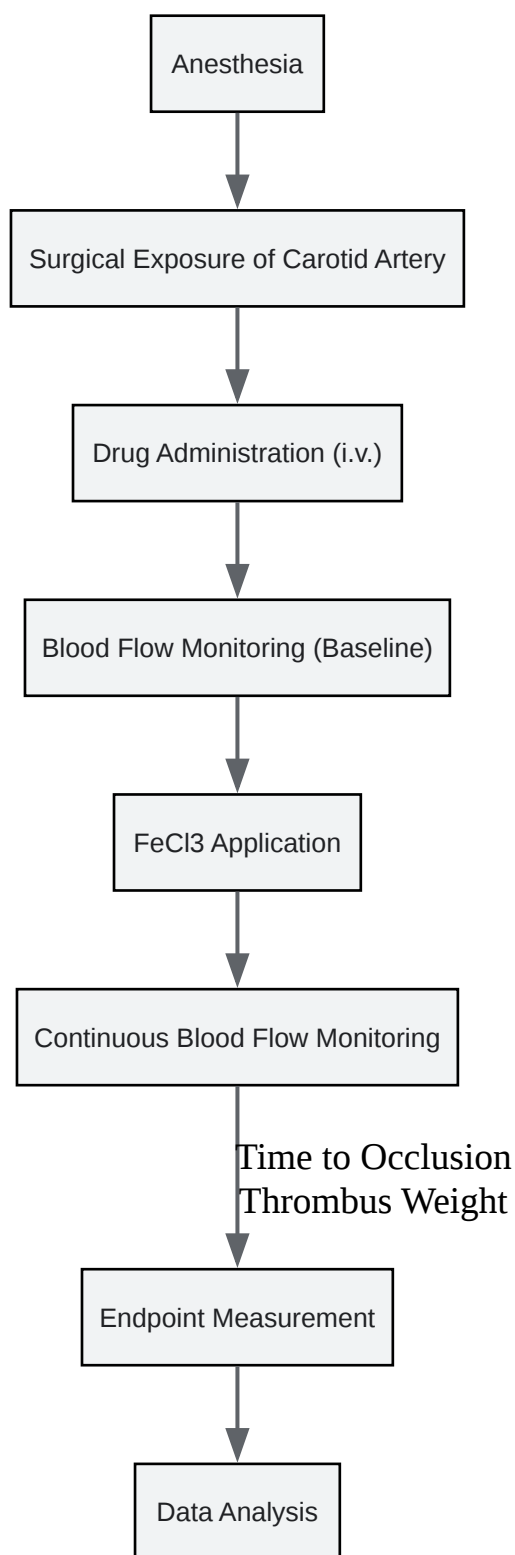 Anesthesia
Surgical Exposure of Carotid Artery
Drug Administration (i.v.)
Blood Flow Monitoring (Baseline)
FeCl3 Application
Continuous Blood Flow Monitoring
Time to Occlusion
Thrombus Weight
Endpoint Measurement
Data Analysis